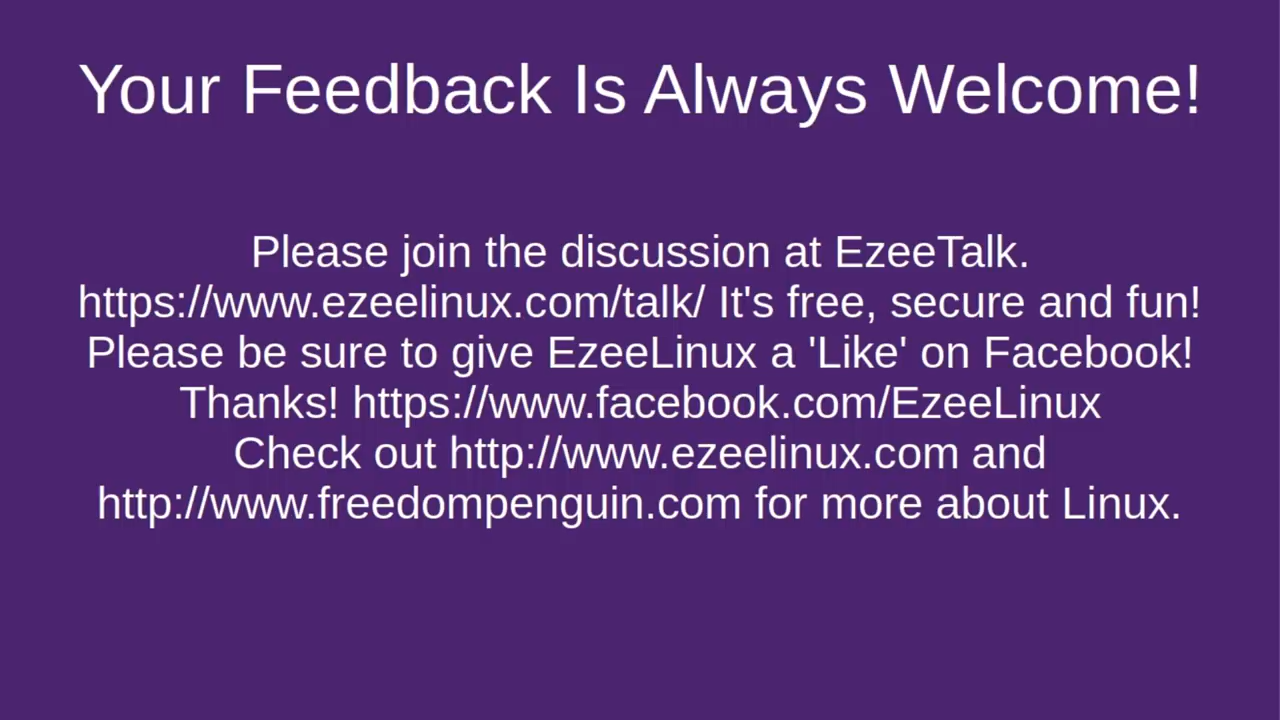 Your Feedback Is Always Welcome!
Please join the discussion at EzeeTalk.
https://www.ezeelinux.com/talk/ It's free, secure and fun!
Please be sure to give EzeeLinux a 'Like' on Facebook!
Thanks! https://www.facebook.com/EzeeLinux
Check out http://www.ezeelinux.com and
http://www.freedompenguin.com for more about Linux.